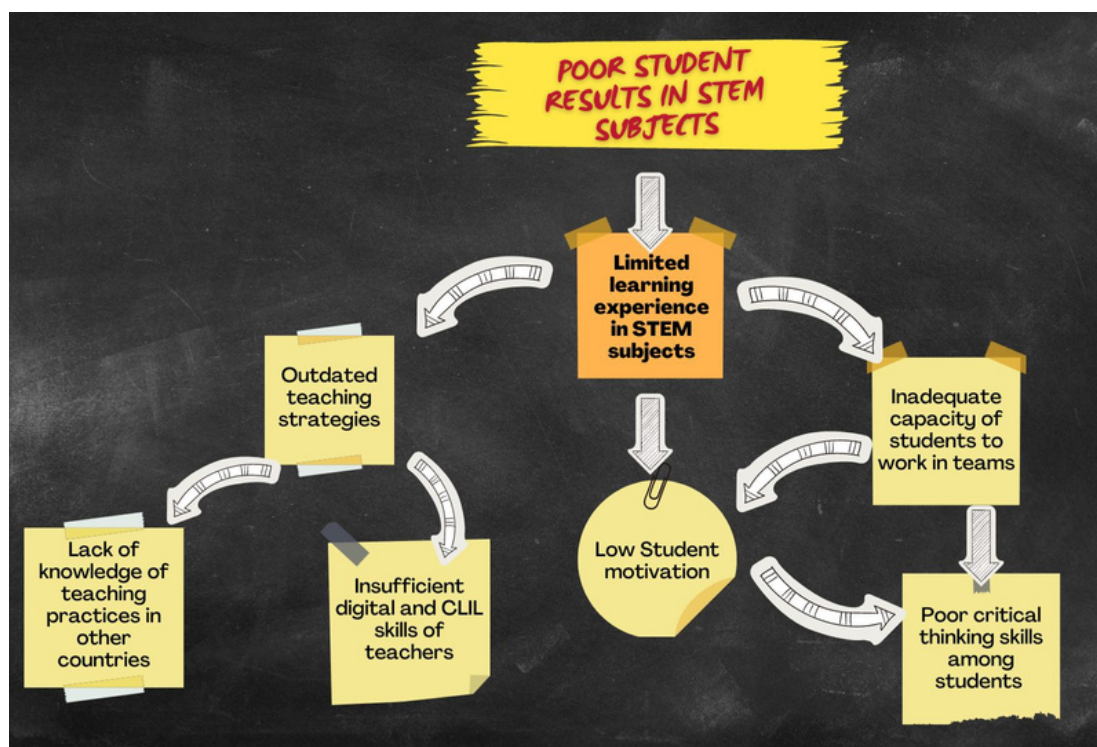 POOR STUDENT
RESULTS IN STEM
SUBJECTS
Limited
learning
experience
in STEM
subjects
Outdated
teaching
strategies
Inadequate
capacity of
students to
work in teams
Lack of
knowledge of
teaching
practices in
other
countries
Insufficient
digital and CLIL
skills of
teachers
Low Student
motivation
Poor critical
thinking skills
among
students